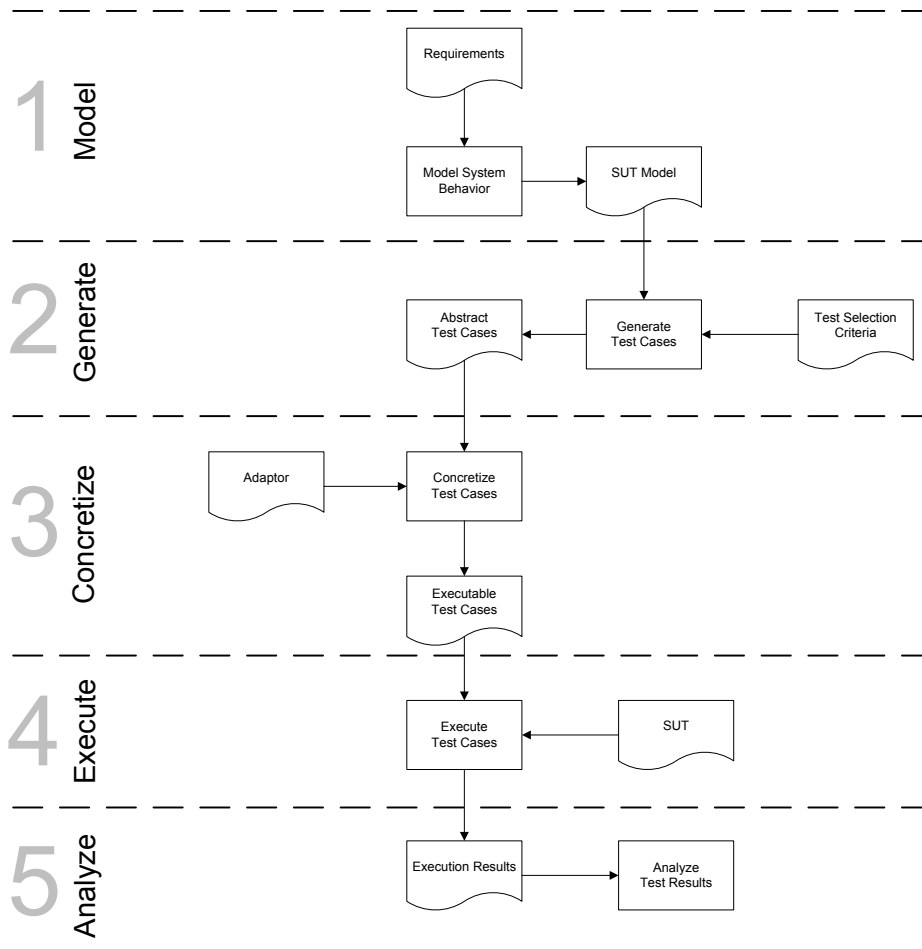 1
Model
Requirements
Model System
Behavior
SUT Model
2
Generate
Abstract
Test Cases
Generate
Test Cases
Test Selection
Criteria
3
Concretize
Adaptor
Concretize
Test Cases
Executable
Test Cases
4
Execute
Execute
Test Cases
SUT
5
Analyze
Execution Results
Analyze
Test Results